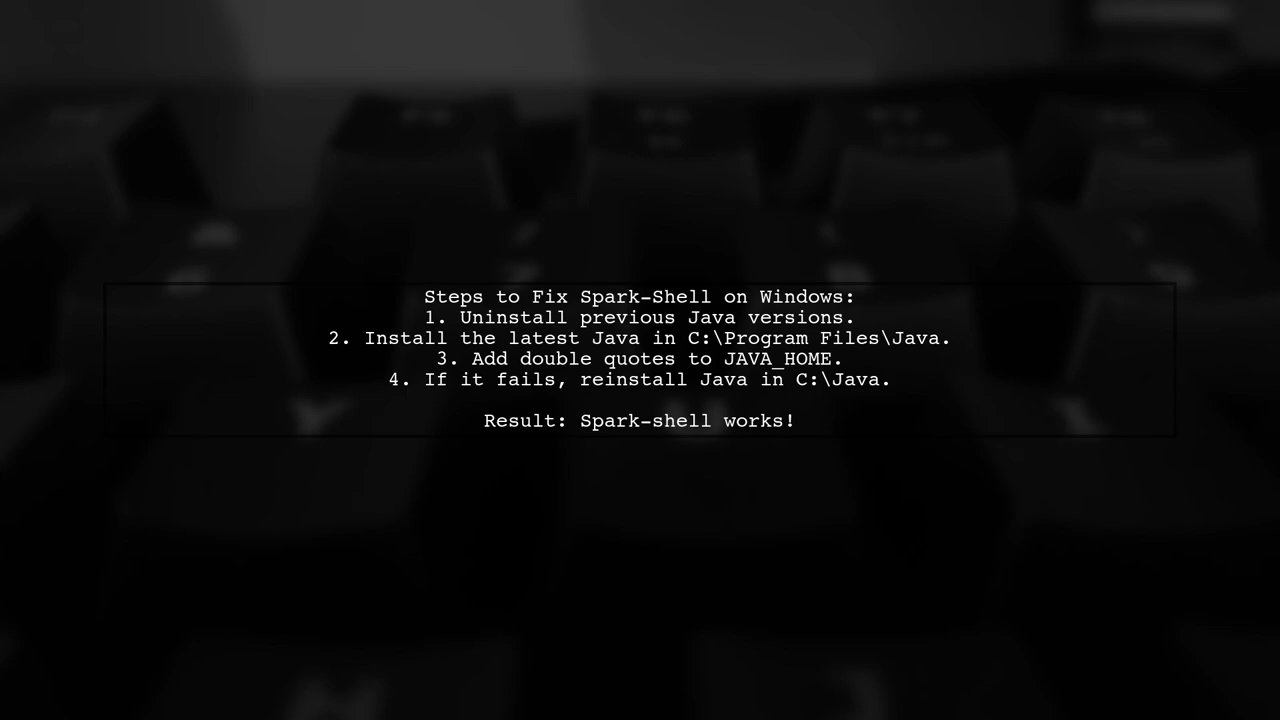 Steps to Fix Spark-Shell on Windows:
1. Uninstall previous Java versions.
2. Install the latest Java in C:\Program Files\Java.
3. Add double quotes to JAVA_HOME.
4. If it fails, reinstall Java in C:\Java.
Result: Spark-shell works!